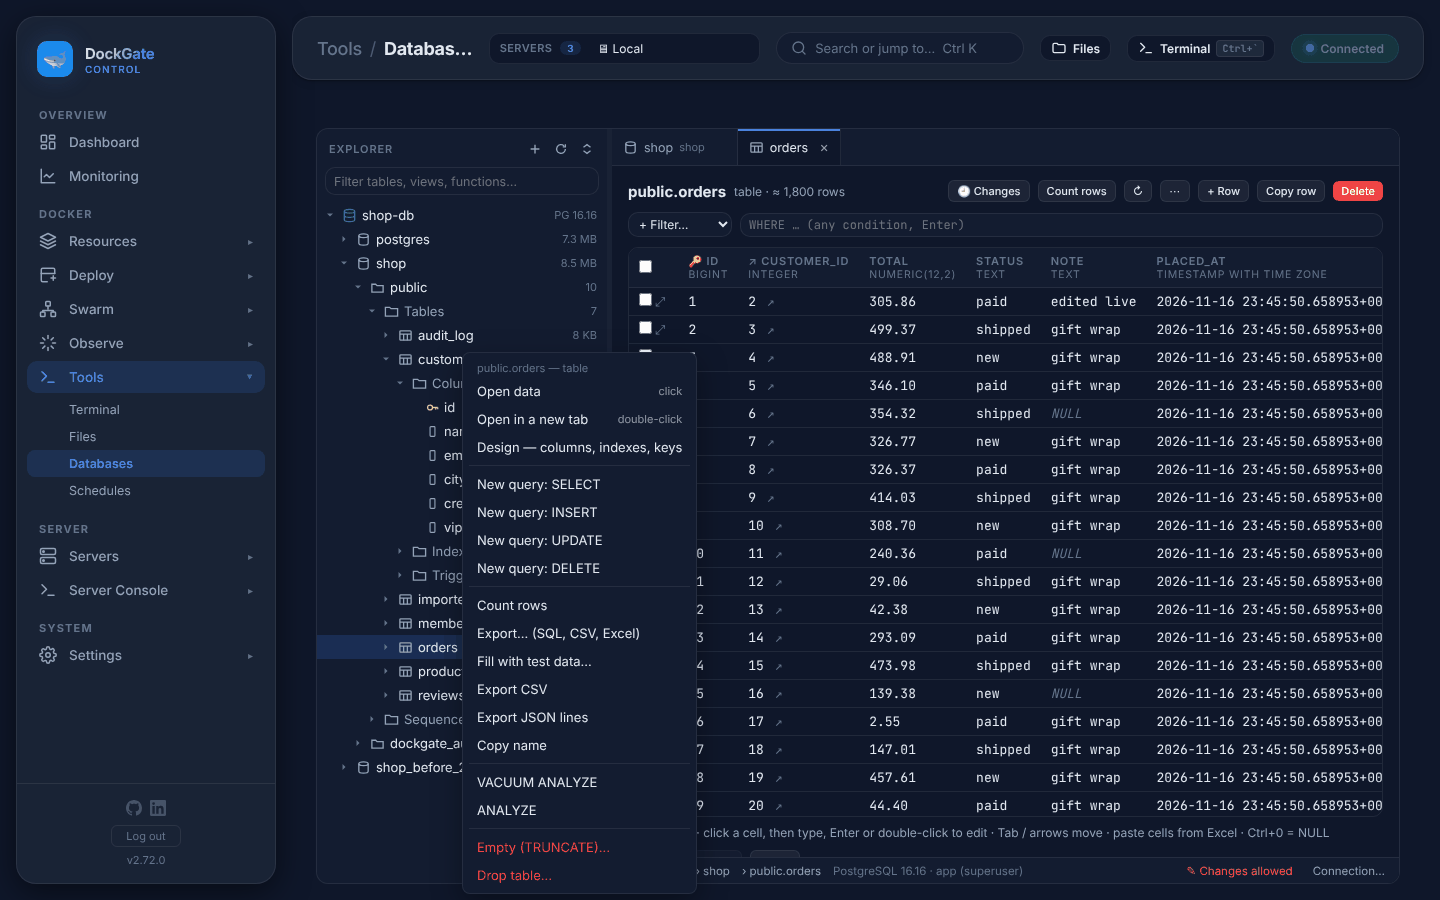 DockGate
CONTROL
OVERVIEW
Dashboard
Monitoring
DOCKER
Resources
Deploy
Swarm
Observe
Tools
Terminal
Files
Databases
Schedules
SERVER
Servers
Server Console
SYSTEM
Settings
Log out
v2.72.0
Tools / Databas...
SERVERS 3 Local
Search or jump to... Ctrl K
Files
Terminal Ctrl+`
Connected
EXPLORER
Filter tables, views, functions...
shop-db PG 16.16
postgres 7.3 MB
shop 8.5 MB
public 10
Tables 7
audit_log 8 KB
custom
Colu
id
nar
em
city
cre
vip
Index
Trigg
importe
membe
orders
produc
reviews
Sequence
dockgate_au
shop_before_2
public.orders — table
Open data click
Open in a new tab double-click
Design — columns, indexes, keys
New query: SELECT
New query: INSERT
New query: UPDATE
New query: DELETE
Count rows
Export... (SQL, CSV, Excel)
Fill with test data...
Export CSV
Export JSON lines
Copy name
VACUUM ANALYZE
ANALYZE
Empty (TRUNCATE)...
Drop table...
shop shop
orders ×
public.orders table · ≈ 1,800 rows
Changes
Count rows
↻
...
+ Row
Copy row
Delete
+ Filter...
WHERE … (any condition, Enter)
ID ↗ CUSTOMER_ID TOTAL STATUS NOTE PLACED_AT
BIGINT INTEGER NUMERIC(12,2) TEXT TEXT TIMESTAMP WITH TIME ZONE
1 2 ↗ 305.86 paid edited live 2026-11-16 23:45:50.658953+00
2 3 ↗ 499.37 shipped gift wrap 2026-11-16 23:45:50.658953+00
4 ↗ 488.91 new gift wrap 2026-11-16 23:45:50.658953+00
5 ↗ 346.10 paid gift wrap 2026-11-16 23:45:50.658953+00
6 ↗ 354.32 shipped NULL 2026-11-16 23:45:50.658953+00
7 ↗ 326.77 new gift wrap 2026-11-16 23:45:50.658953+00
8 ↗ 326.37 paid gift wrap 2026-11-16 23:45:50.658953+00
9 ↗ 414.03 shipped gift wrap 2026-11-16 23:45:50.658953+00
10 ↗ 308.70 new gift wrap 2026-11-16 23:45:50.658953+00
0 11 ↗ 240.36 paid NULL 2026-11-16 23:45:50.658953+00
1 12 ↗ 29.06 shipped gift wrap 2026-11-16 23:45:50.658953+00
2 13 ↗ 42.38 new gift wrap 2026-11-16 23:45:50.658953+00
3 14 ↗ 293.09 paid gift wrap 2026-11-16 23:45:50.658953+00
4 15 ↗ 473.98 shipped gift wrap 2026-11-16 23:45:50.658953+00
5 16 ↗ 139.38 new NULL 2026-11-16 23:45:50.658953+00
6 17 ↗ 2.55 paid gift wrap 2026-11-16 23:45:50.658953+00
7 18 ↗ 147.01 shipped gift wrap 2026-11-16 23:45:50.658953+00
8 19 ↗ 457.61 new gift wrap 2026-11-16 23:45:50.658953+00
9 20 ↗ 44.40 paid gift wrap 2026-11-16 23:45:50.658953+00
· click a cell, then type, Enter or double-click to edit · Tab / arrows move · paste cells from Excel · Ctrl+0 = NULL
› shop › public.orders PostgreSQL 16.16 · app (superuser)
✎ Changes allowed Connection...